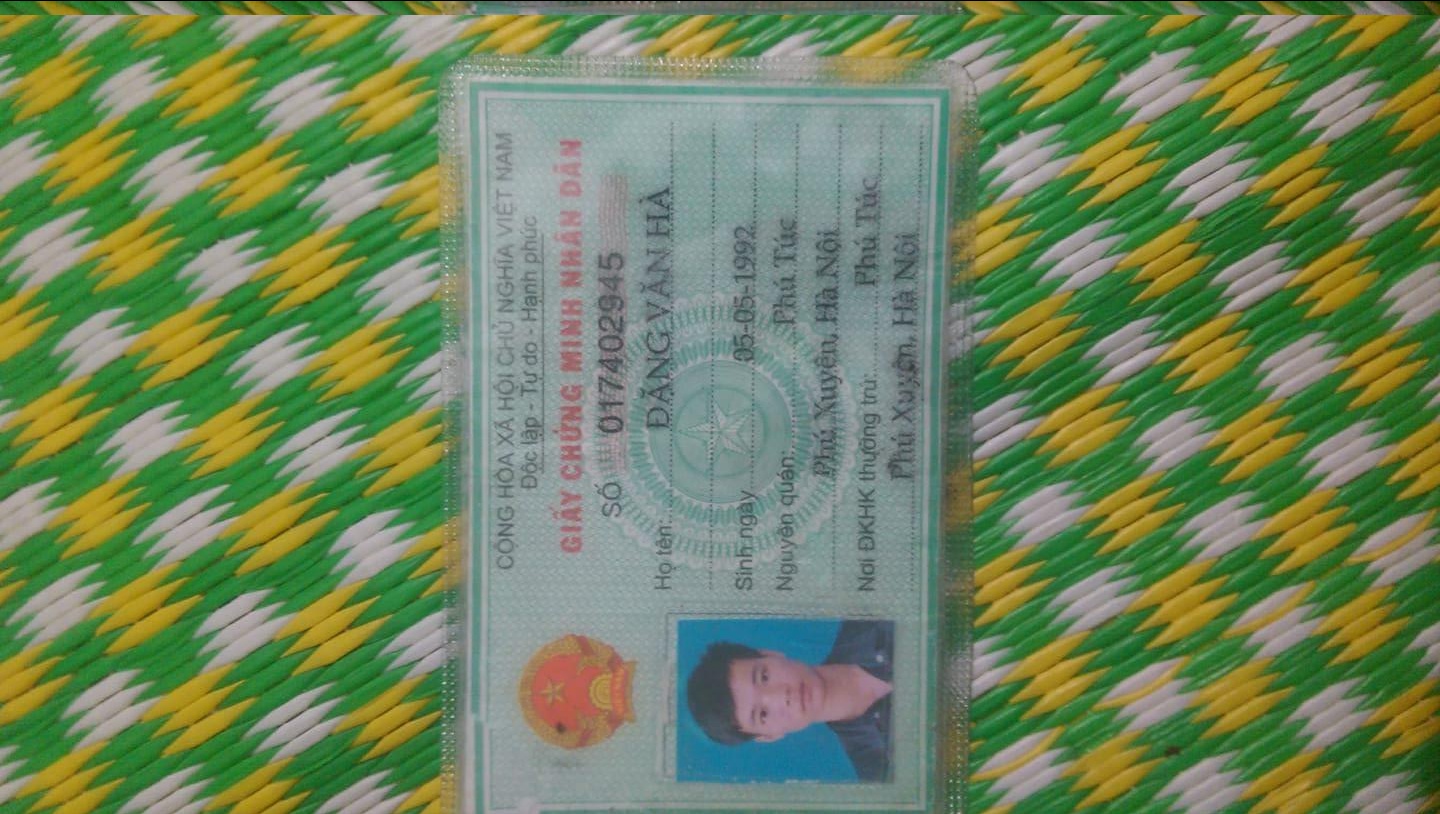 CỘNG HÒA XÃ HỘI CHỦ NGHĨA VIỆT NAM
Độc lập - Tự do - Hạnh phúc
GIẤY CHỨNG MINH NHÂN DÂN
SỐ 017402945
Họ tên: ĐẶNG VĂN HÀ
Sinh ngày 05-05-1992
Nguyên quán: Phú Túc
Phú Xuyên, Hà Nội
Nơi ĐKHK thường trú: Phú Túc
Phú Xuyên, Hà Nội